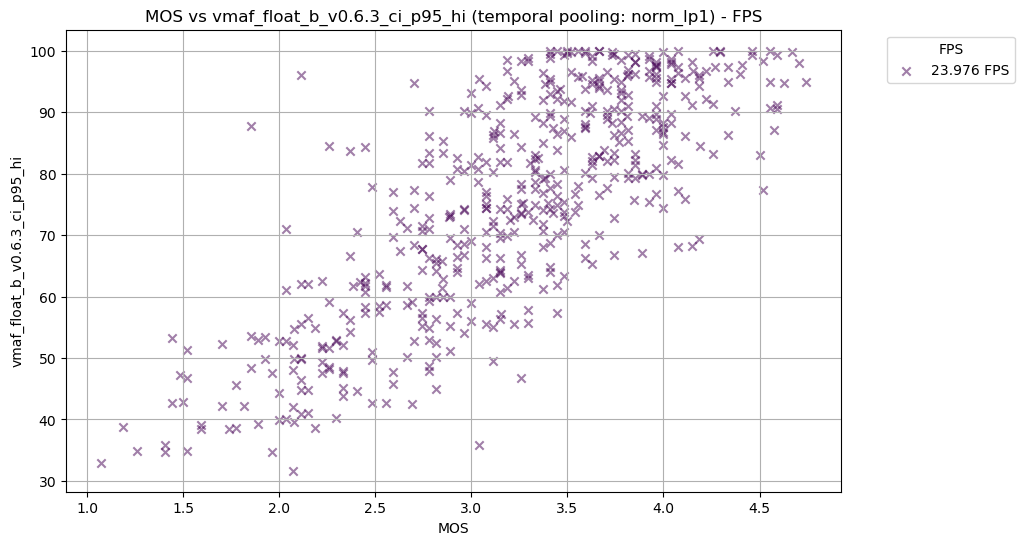 MOS vs vmaf_float_b_v0.6.3_ci_p95_hi (temporal pooling: norm_lp1) - FPS
FPS
23.976 FPS
vmaf_float_b_v0.6.3_ci_p95_hi
100
90
80
70
60
50
40
30
1.0 1.5 2.0 2.5 3.0 3.5 4.0 4.5
MOS